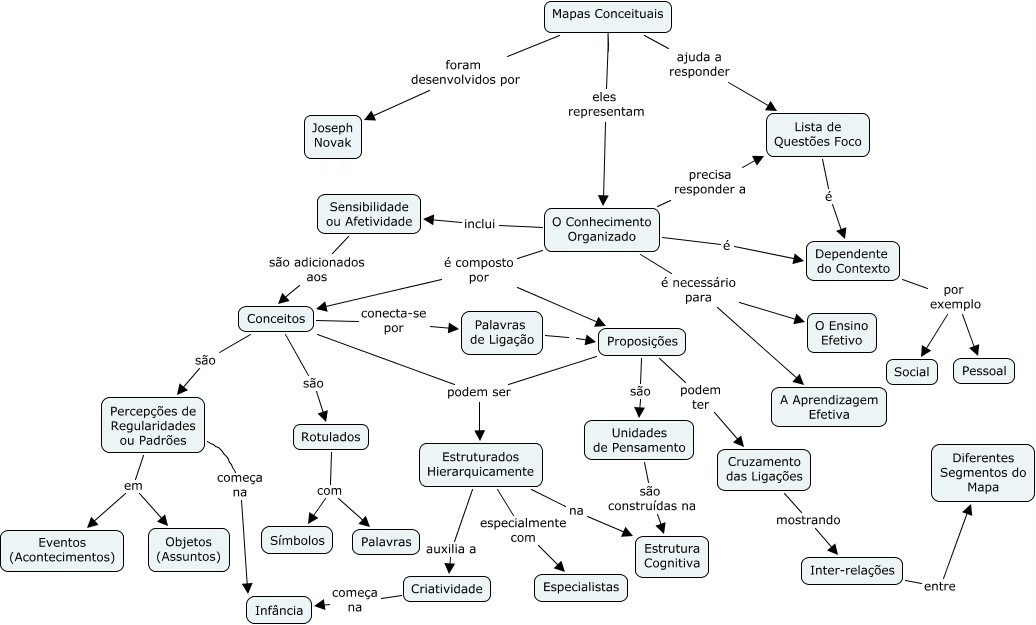 Mapas Conceituais
foram
desenvolvidos por
ajuda a
responder
eles
representam
Joseph
Novak
Lista de
Questões Foco
precisa
responder a
é
Sensibilidade
ou Afetividade
inclui
O Conhecimento
Organizado
é
Dependente
do Contexto
são adicionados
aos
é composto
por
é necessário
para
por
exemplo
Conceitos
conecta-se
por
Palavras
de Ligação
Proposições
O Ensino
Efetivo
Social
Pessoal
são
são
podem ser
são
podem
ter
A Aprendizagem
Efetiva
Percepções de
Regularidades
ou Padrões
Rotulados
Estruturados
Hierarquicamente
Unidades
de Pensamento
Cruzamento
das Ligações
Diferentes
Segmentos do
Mapa
em
começa
na
com
especialmente
com
na
são
construídas na
mostrando
Eventos
(Acontecimentos)
Objetos
(Assuntos)
Símbolos
Palavras
auxilia a
Estrutura
Cognitiva
Inter-relações
entre
Infância
começa
na
Criatividade
Especialistas